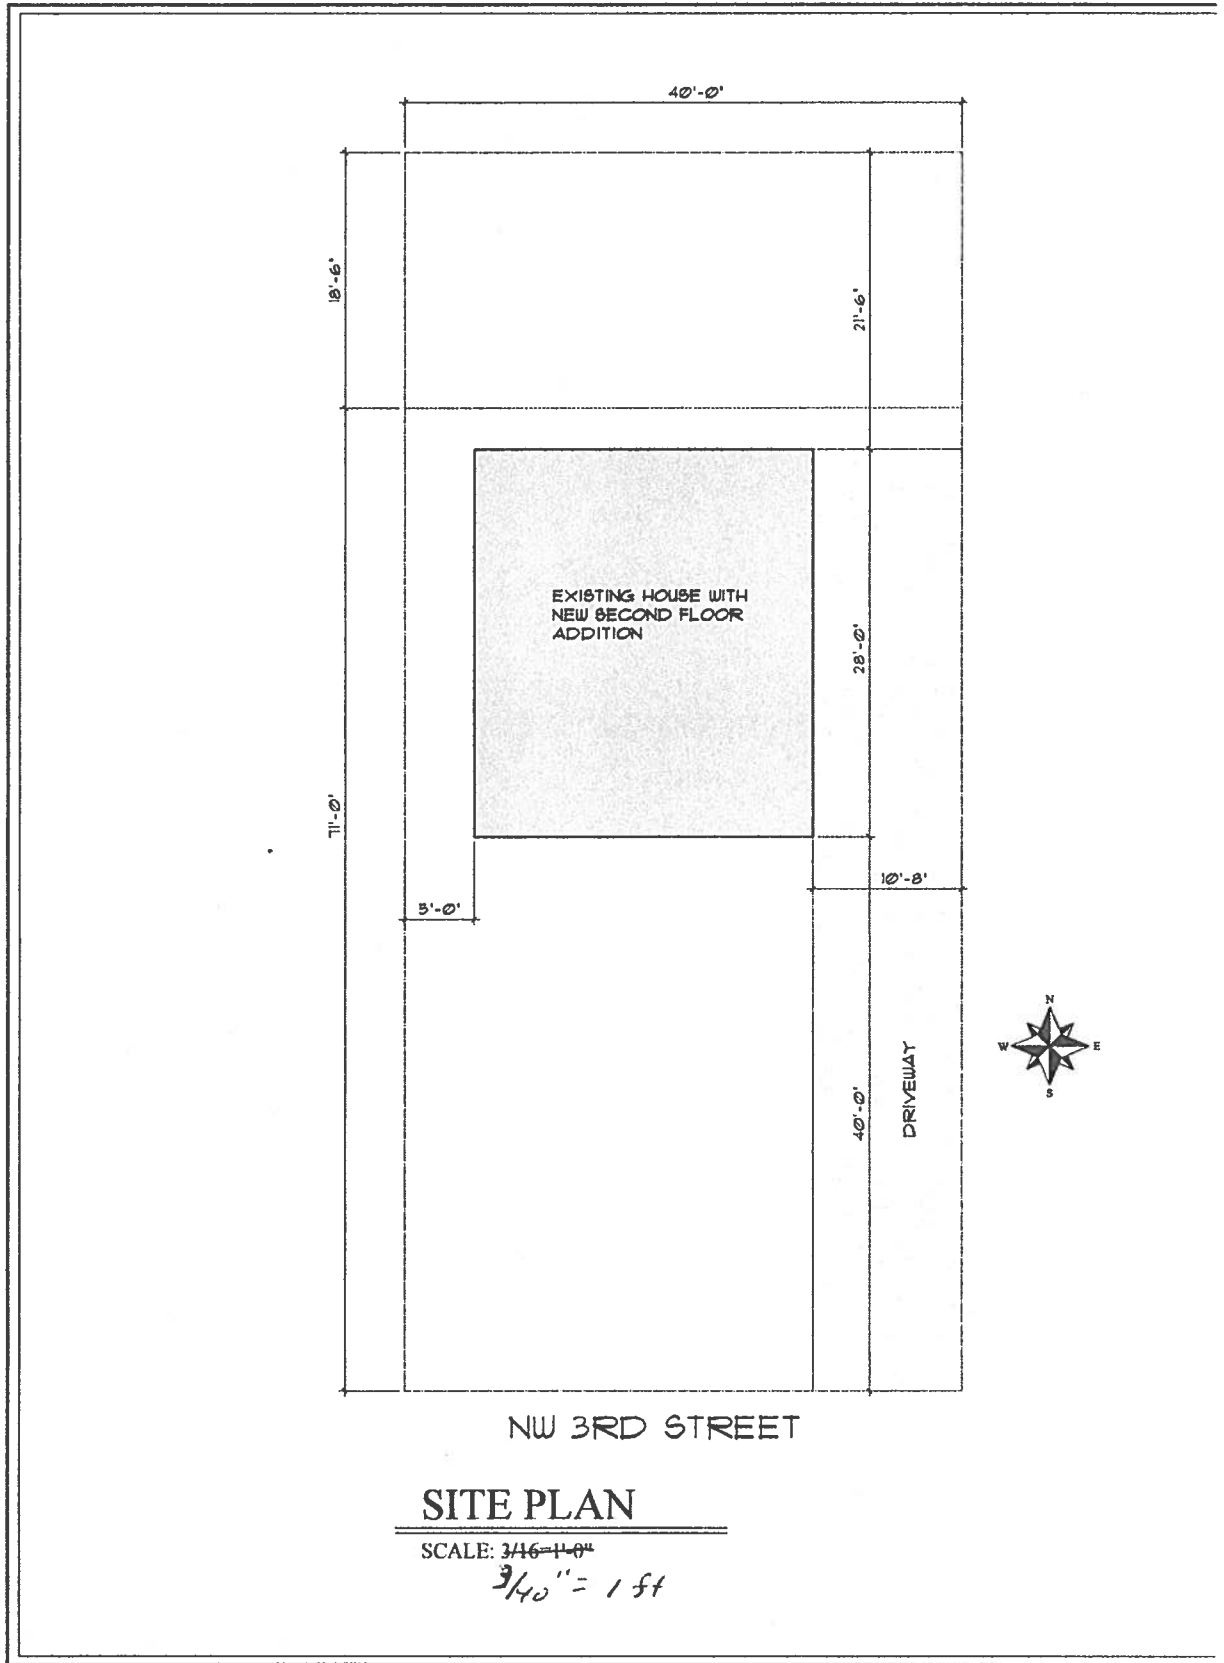 40'-0"
18'-6"
21'-6"
EXISTING HOUSE WITH
NEW SECOND FLOOR
ADDITION
28'-0"
71'-0"
10'-8"
5'-0"
N
W
E
S
DRIVEWAY
40'-0"
NW 3RD STREET
SITE PLAN
SCALE: 3/16=1'-0"
3/40" = 1 ft